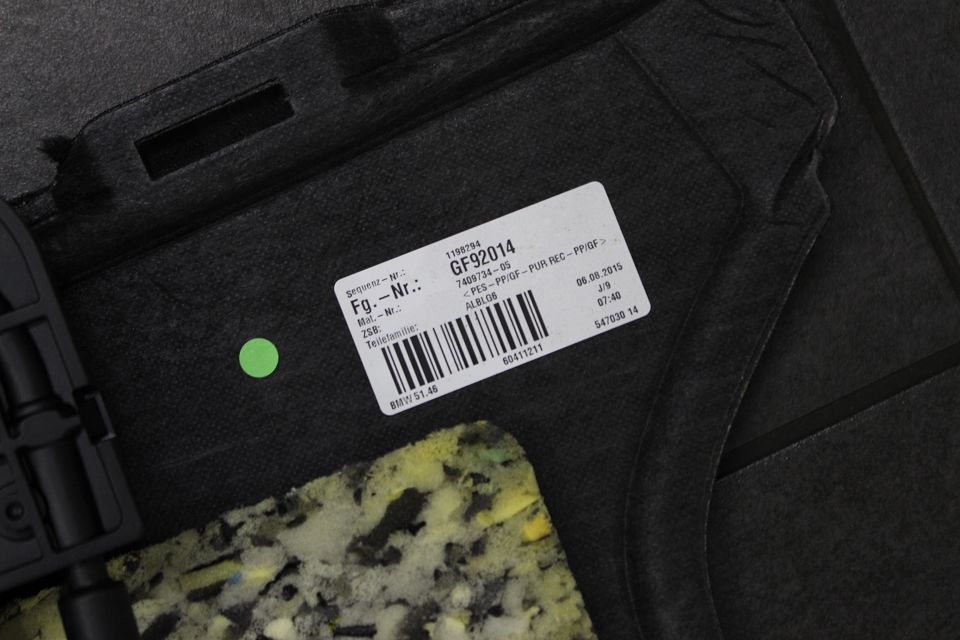 Sequenz-Nr.: 1198294
Fg.-Nr.: GF92014
Mat.-Nr.: 7409734-05
ZSB: <PES-PP/GF-PUR REC-PP/GF>
Teilefamilie: ALBLG6
06.08.2015
J/9
07:40
BMW 51.46 60411211 547030 14